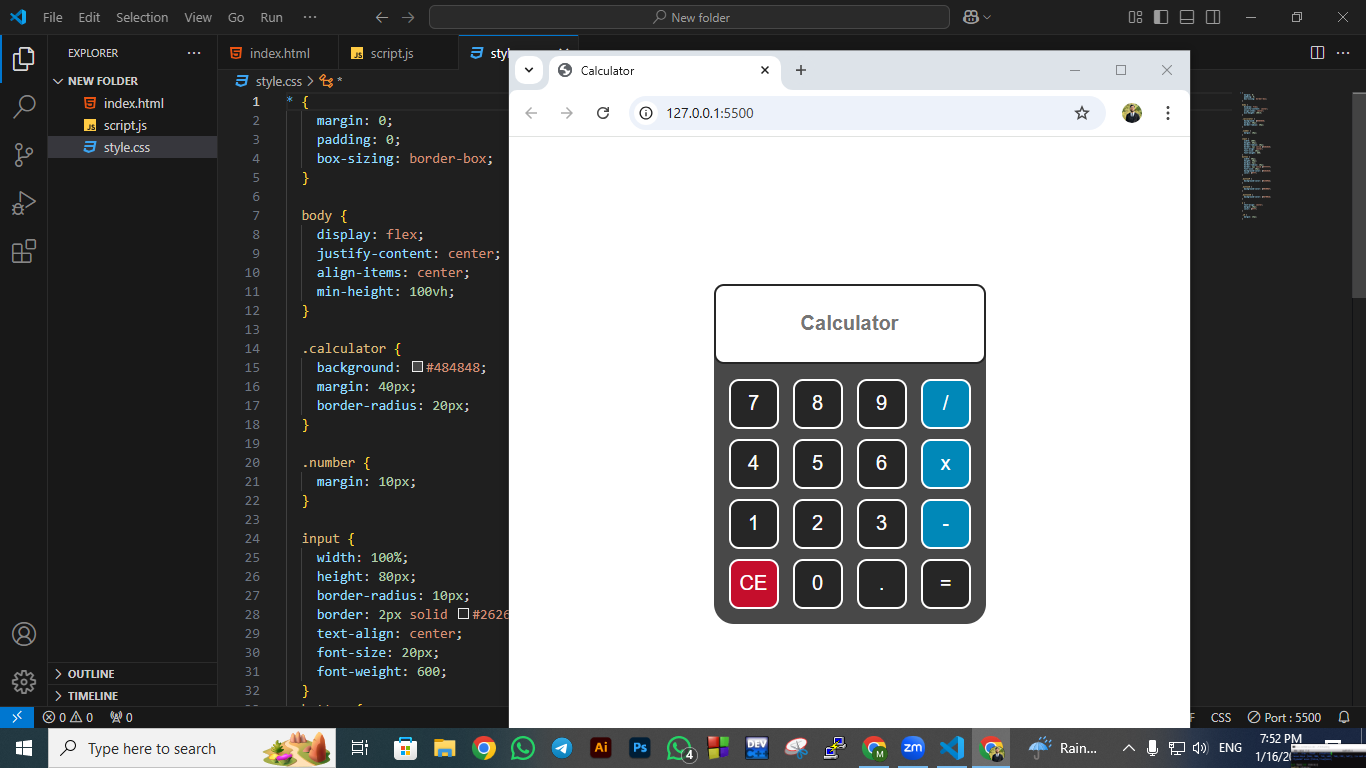 File Edit Selection View Go Run ··· New folder
EXPLORER ···
NEW FOLDER
index.html
script.js
style.css
OUTLINE
TIMELINE
index.html script.js
style.css > *
1 * {
2 margin: 0;
3 padding: 0;
4 box-sizing: border-box;
5 }
6
7 body {
8 display: flex;
9 justify-content: center;
10 align-items: center;
11 min-height: 100vh;
12 }
13
14 .calculator {
15 background: #484848;
16 margin: 40px;
17 border-radius: 20px;
18 }
19
20 .number {
21 margin: 10px;
22 }
23
24 input {
25 width: 100%;
26 height: 80px;
27 border-radius: 10px;
28 border: 2px solid #2626
29 text-align: center;
30 font-size: 20px;
31 font-weight: 600;
32 }
Calculator
127.0.0.1:5500
Calculator
7 8 9 /
4 5 6 x
1 2 3 -
CE 0 . =
0 0 0 CSS Port : 5500
Type here to search Ai Ps 4 DEV M zm Rain... ENG 7:52 PM
1/16/2